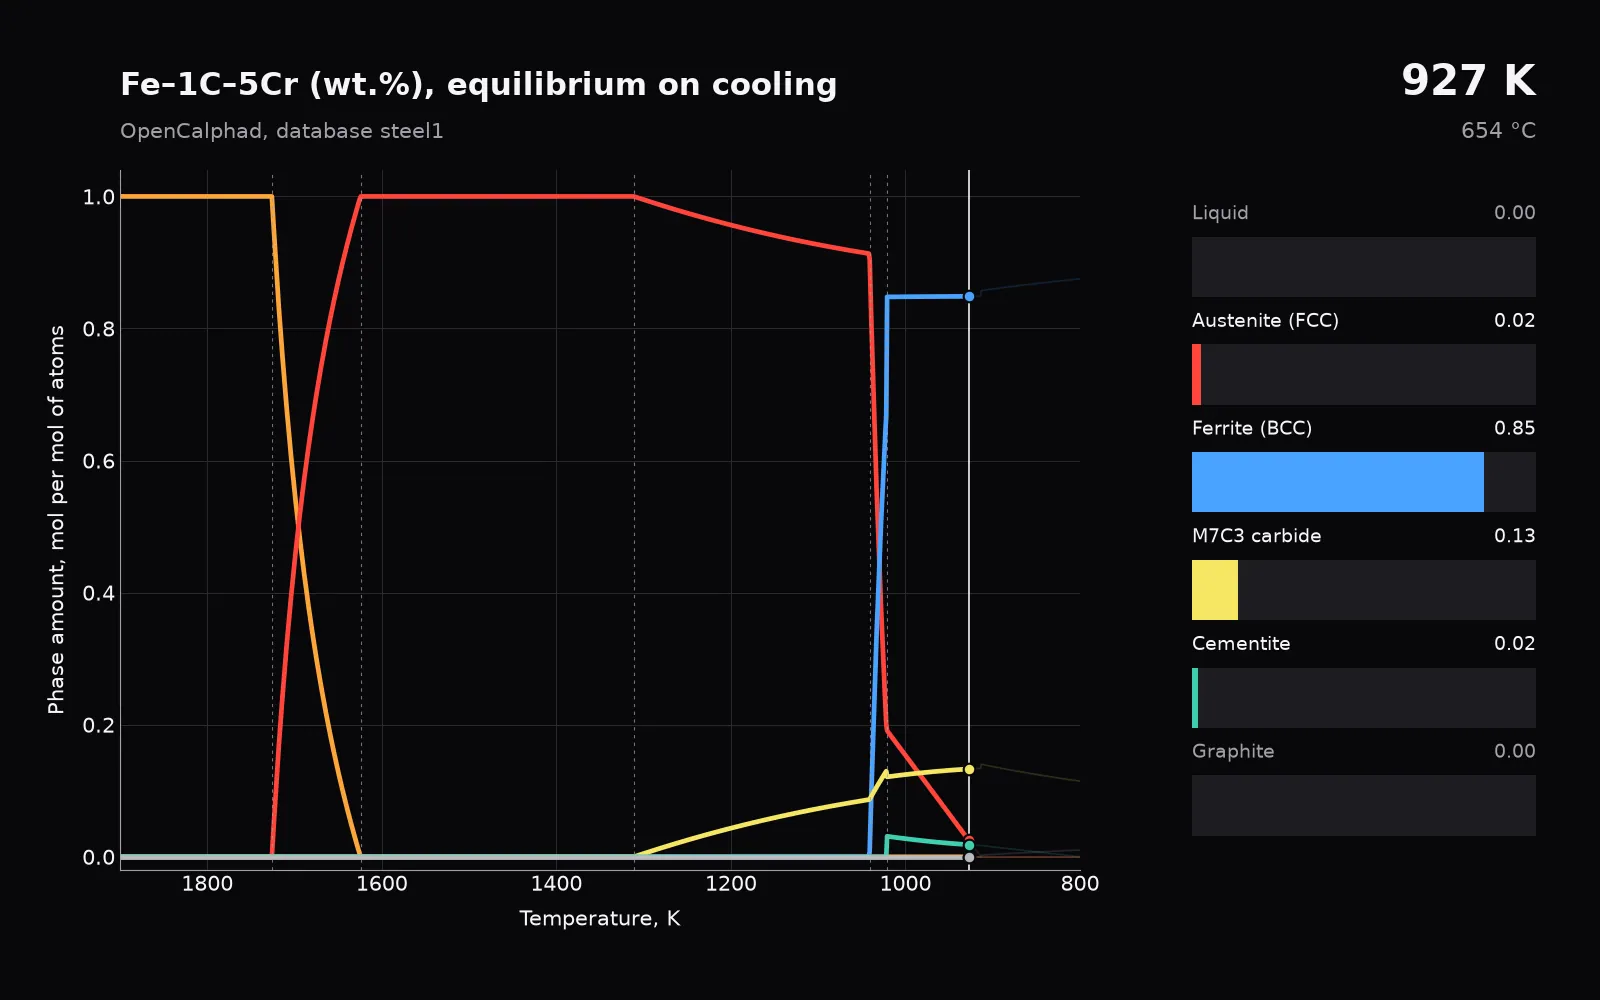 Fe–1C–5Cr (wt.%), equilibrium on cooling
927 K
OpenCalphad, database steel1
654 °C
Phase amount, mol per mol of atoms
1.0
0.8
0.6
0.4
0.2
0.0
1800 1600 1400 1200 1000 800
Temperature, K
Liquid 0.00
Austenite (FCC) 0.02
Ferrite (BCC) 0.85
M7C3 carbide 0.13
Cementite 0.02
Graphite 0.00